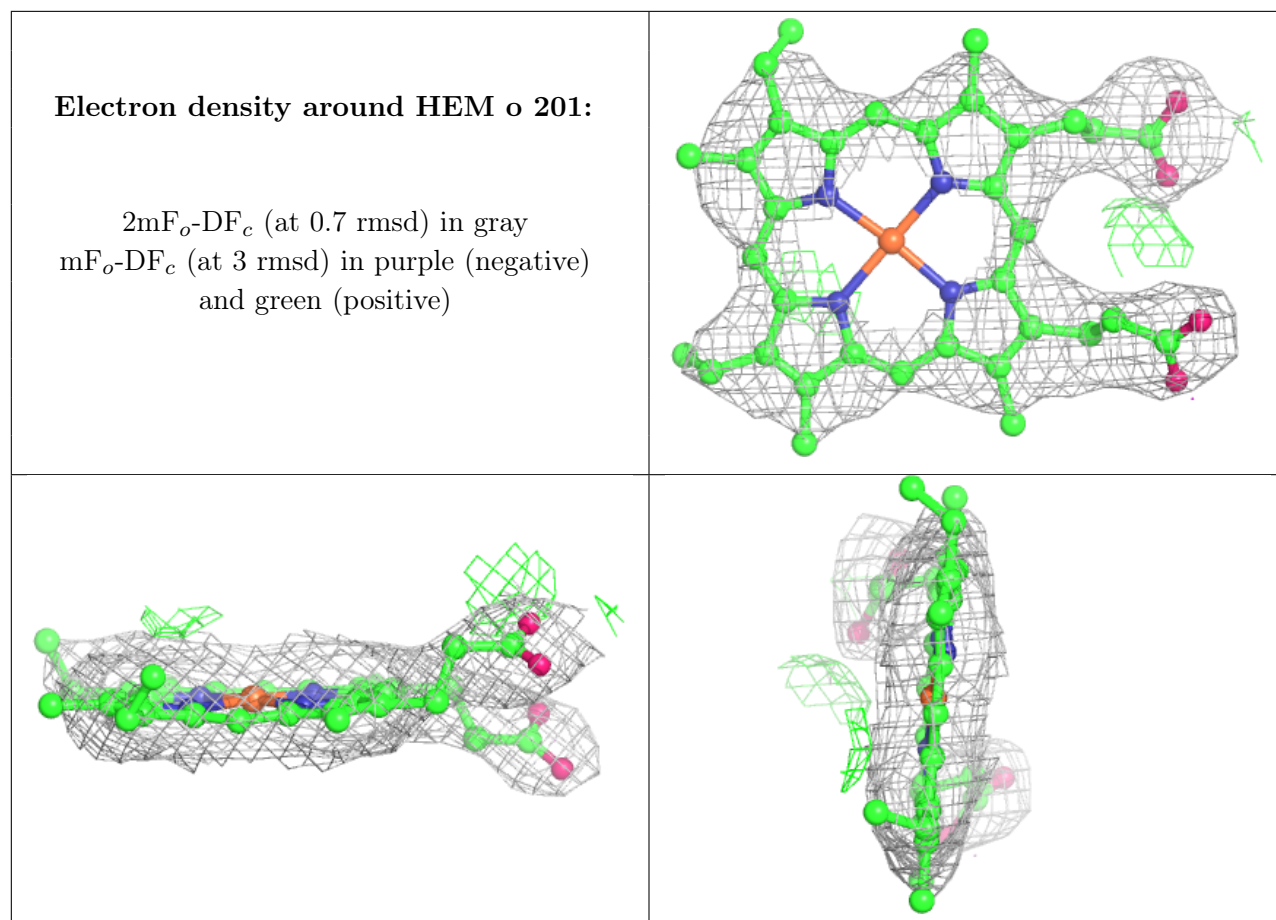 Electron density around HEM o 201:
2mFo-DFc (at 0.7 rmsd) in gray
mFo-DFc (at 3 rmsd) in purple (negative)
and green (positive)